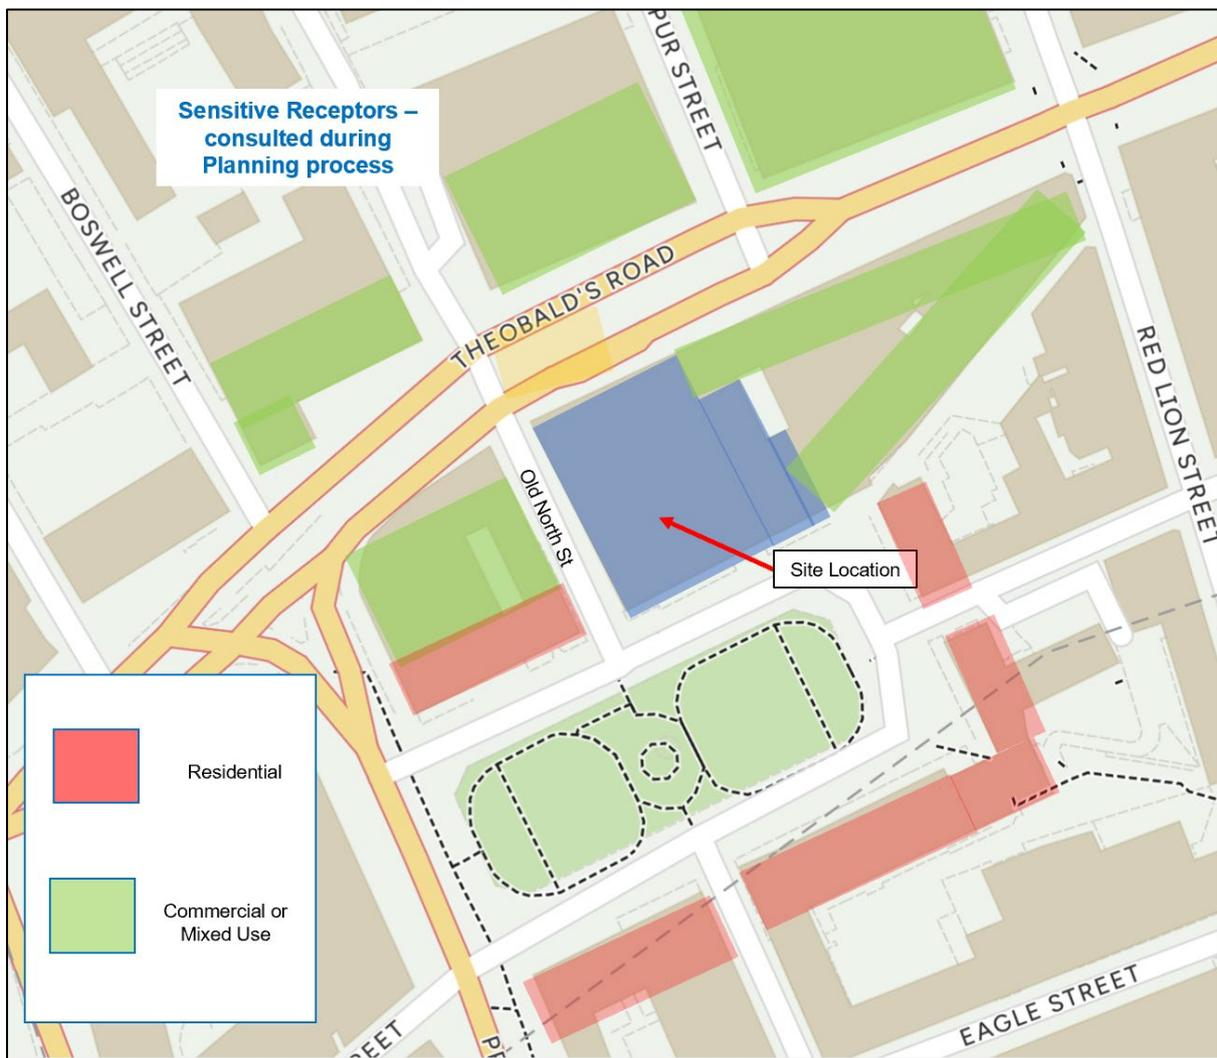 PUR STREET
Sensitive Receptors –
consulted during
Planning process
BOSWELL STREET
THEOBALD'S ROAD
RED LION STREET
Old North St
Site Location
Residential
Commercial or
Mixed Use
EAGLE STREET
REET